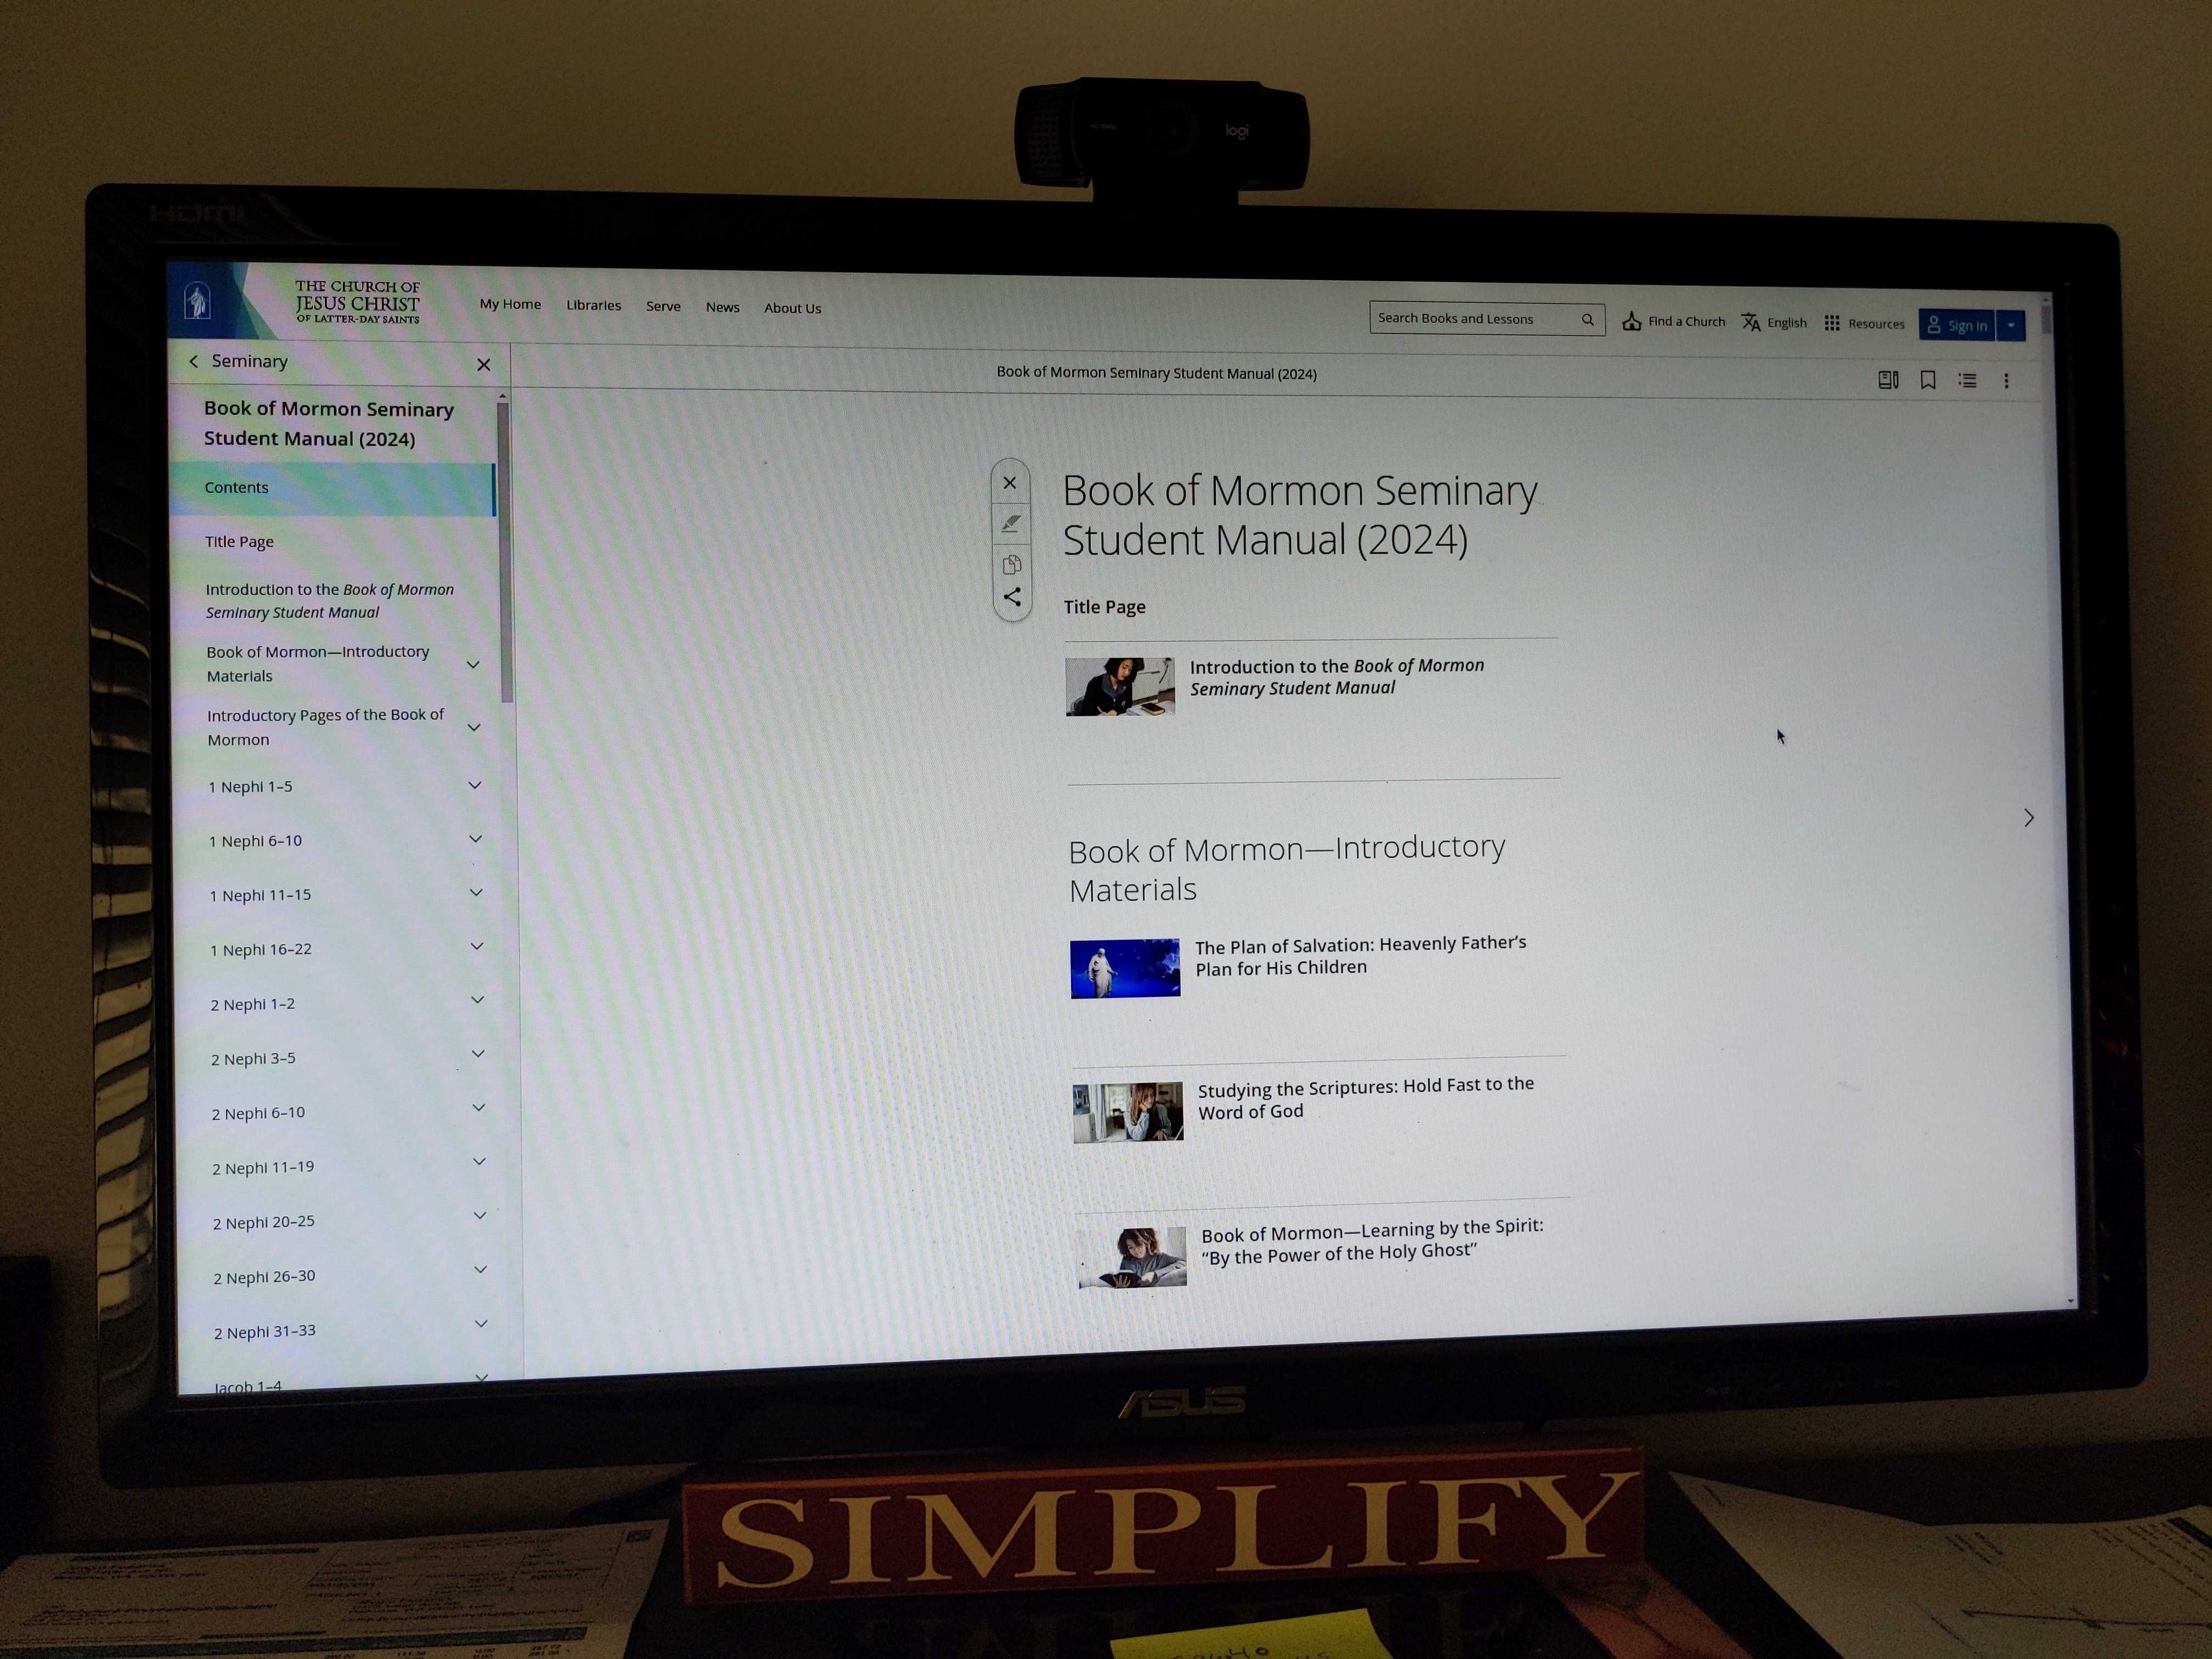 logi
HDMI
THE CHURCH OF
JESUS CHRIST
OF LATTER-DAY SAINTS
My Home
Libraries
Serve
News
About Us
Search Books and Lessons
Find a Church
English
Resources
Sign In
Seminary
Book of Mormon Seminary Student Manual (2024)
Book of Mormon Seminary
Student Manual (2024)
Contents
Title Page
Introduction to the Book of Mormon
Seminary Student Manual
Book of Mormon—Introductory
Materials
Introductory Pages of the Book of
Mormon
1 Nephi 1–5
1 Nephi 6–10
1 Nephi 11–15
1 Nephi 16–22
2 Nephi 1–2
2 Nephi 3–5
2 Nephi 6–10
2 Nephi 11–19
2 Nephi 20–25
2 Nephi 26–30
2 Nephi 31–33
Jacob 1–4
Book of Mormon Seminary
Student Manual (2024)
Title Page
Introduction to the Book of Mormon
Seminary Student Manual
Book of Mormon—Introductory
Materials
The Plan of Salvation: Heavenly Father’s
Plan for His Children
Studying the Scriptures: Hold Fast to the
Word of God
Book of Mormon—Learning by the Spirit:
“By the Power of the Holy Ghost”
ASUS
SIMPLIFY